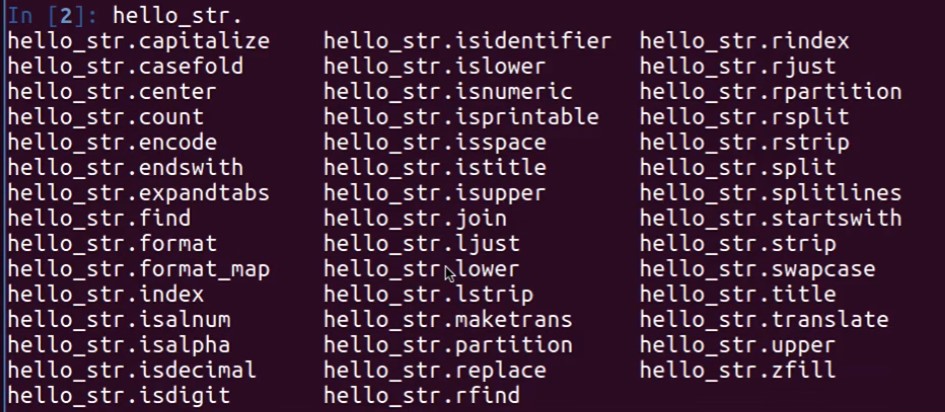 In [2]: hello_str.
hello_str.capitalize hello_str.isidentifier hello_str.rindex
hello_str.casefold hello_str.islower hello_str.rjust
hello_str.center hello_str.isnumeric hello_str.rpartition
hello_str.count hello_str.isprintable hello_str.rsplit
hello_str.encode hello_str.isspace hello_str.rstrip
hello_str.endswith hello_str.istitle hello_str.split
hello_str.expandtabs hello_str.isupper hello_str.splitlines
hello_str.find hello_str.join hello_str.startswith
hello_str.format hello_str.ljust hello_str.strip
hello_str.format_map hello_str.lower hello_str.swapcase
hello_str.index hello_str.lstrip hello_str.title
hello_str.isalnum hello_str.maketrans hello_str.translate
hello_str.isalpha hello_str.partition hello_str.upper
hello_str.isdecimal hello_str.replace hello_str.zfill
hello_str.isdigit hello_str.rfind